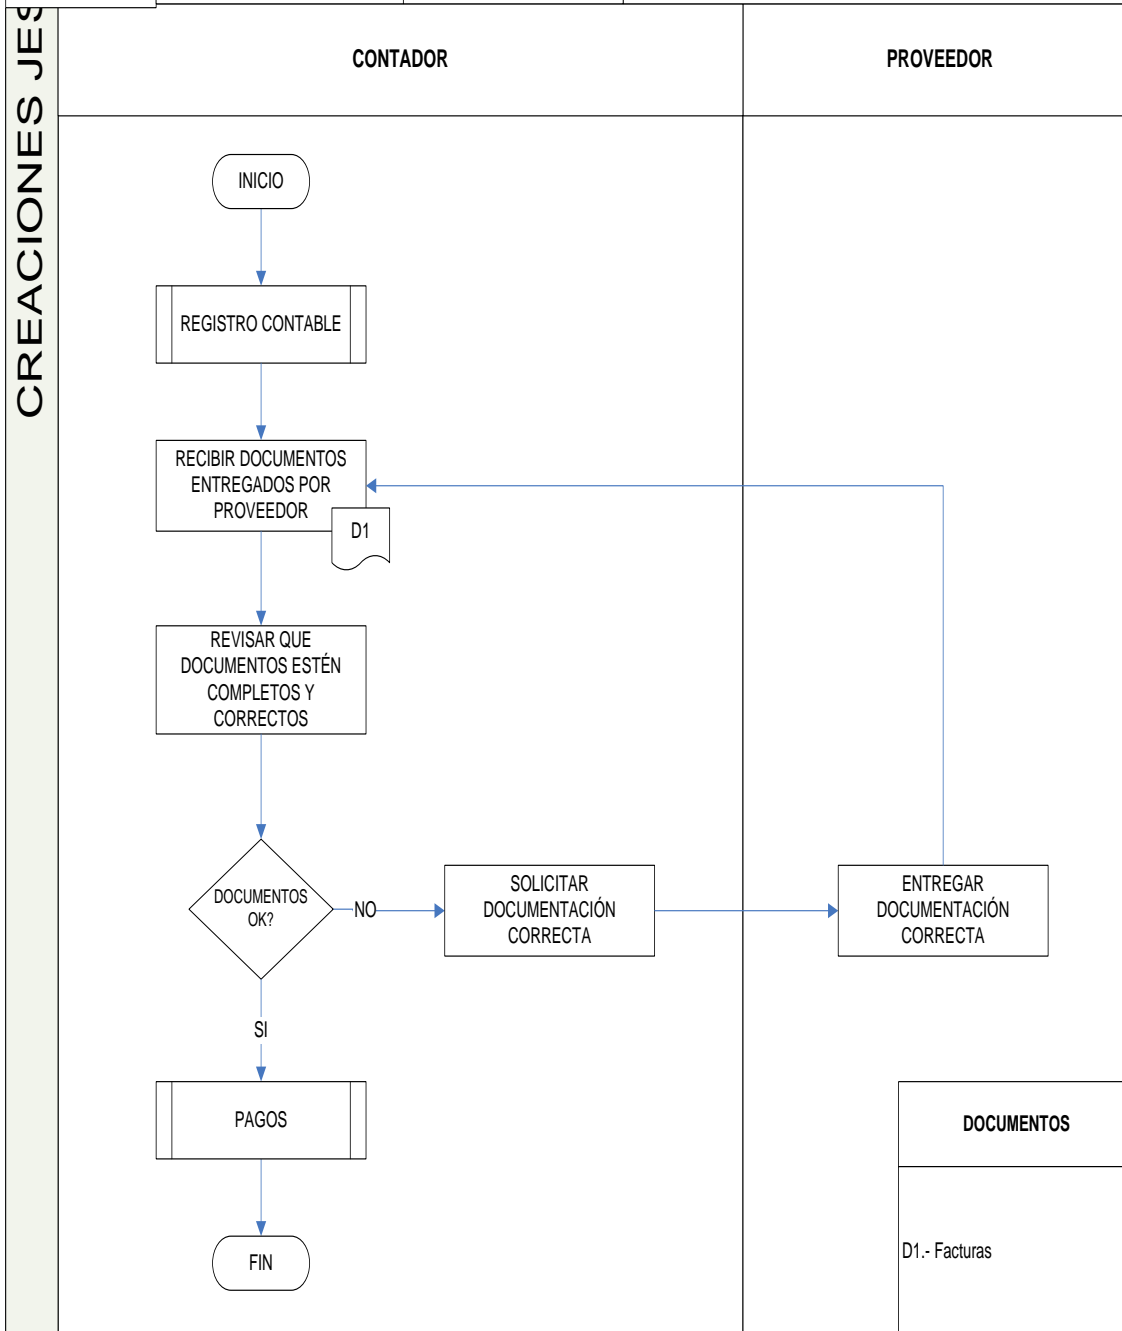 CREACIONES JES
CONTADOR
PROVEEDOR
INICIO
REGISTRO CONTABLE
RECIBIR DOCUMENTOS
ENTREGADOS POR
PROVEEDOR
D1
REVISAR QUE
DOCUMENTOS ESTÉN
COMPLETOS Y
CORRECTOS
DOCUMENTOS
OK?
NO
SOLICITAR
DOCUMENTACIÓN
CORRECTA
ENTREGAR
DOCUMENTACIÓN
CORRECTA
SI
PAGOS
FIN
DOCUMENTOS
D1.- Facturas